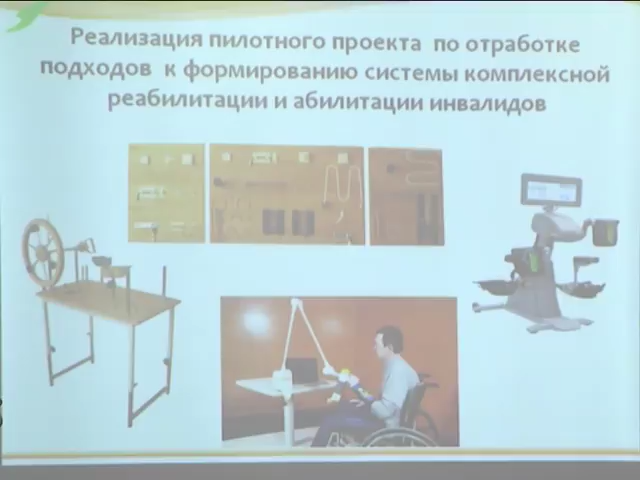 Реализация пилотного проекта по отработке
подходов к формированию системы комплексной
реабилитации и абилитации инвалидов